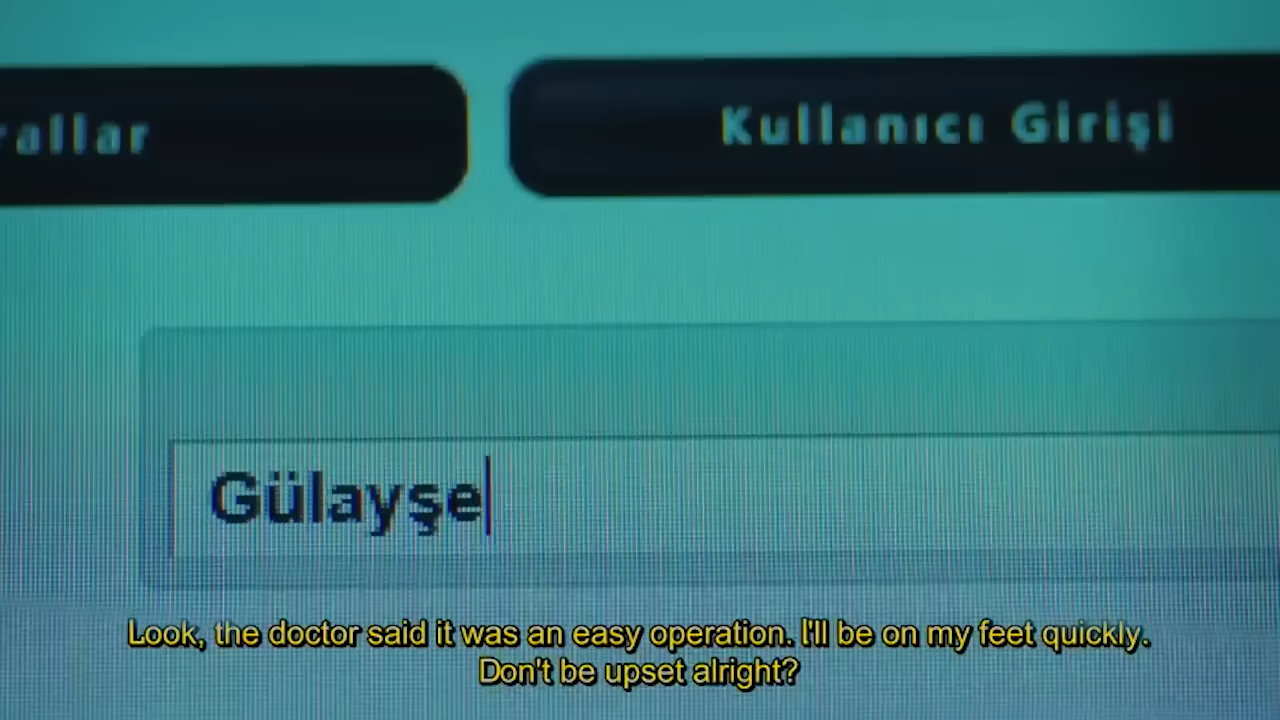 Kullanıcı Girişi
Gülayşe
Look, the doctor said it was an easy operation. I'll be on my feet quickly.
Don't be upset alright?